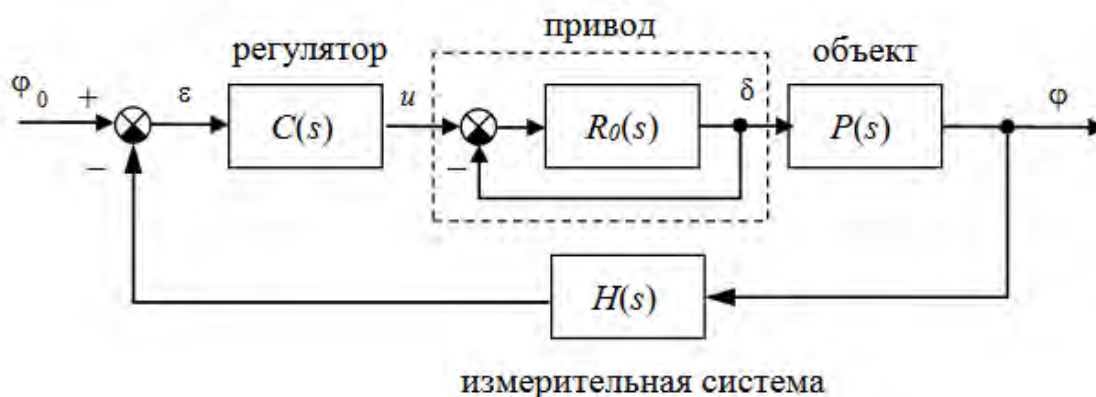 привод
регулятор
объект
φ0 + ε u δ φ
C(s) R0(s) P(s)
− −
H(s)
измерительная система